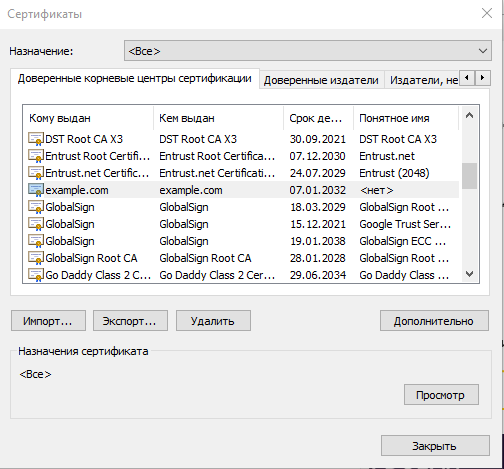 Сертификаты
Назначение: <Все>
Доверенные корневые центры сертификации Доверенные издатели Издатели, не
Кому выдан Кем выдан Срок де... Понятное имя
DST Root CA X3 DST Root CA X3 30.09.2021 DST Root CA X3
Entrust Root Certific... Entrust Root Certifica... 07.12.2030 Entrust.net
Entrust.net Certific... Entrust.net Certificati... 24.07.2029 Entrust (2048)
example.com example.com 07.01.2032 <нет>
GlobalSign GlobalSign 18.03.2029 GlobalSign Root ...
GlobalSign GlobalSign 15.12.2021 Google Trust Ser...
GlobalSign GlobalSign 19.01.2038 GlobalSign ECC ...
GlobalSign Root CA GlobalSign Root CA 28.01.2028 GlobalSign Root ...
Go Daddy Class 2 C... Go Daddy Class 2 Cer... 29.06.2034 Go Daddy Class 2 ...
Импорт... Экспорт... Удалить Дополнительно
Назначения сертификата
<Все>
Просмотр
Закрыть